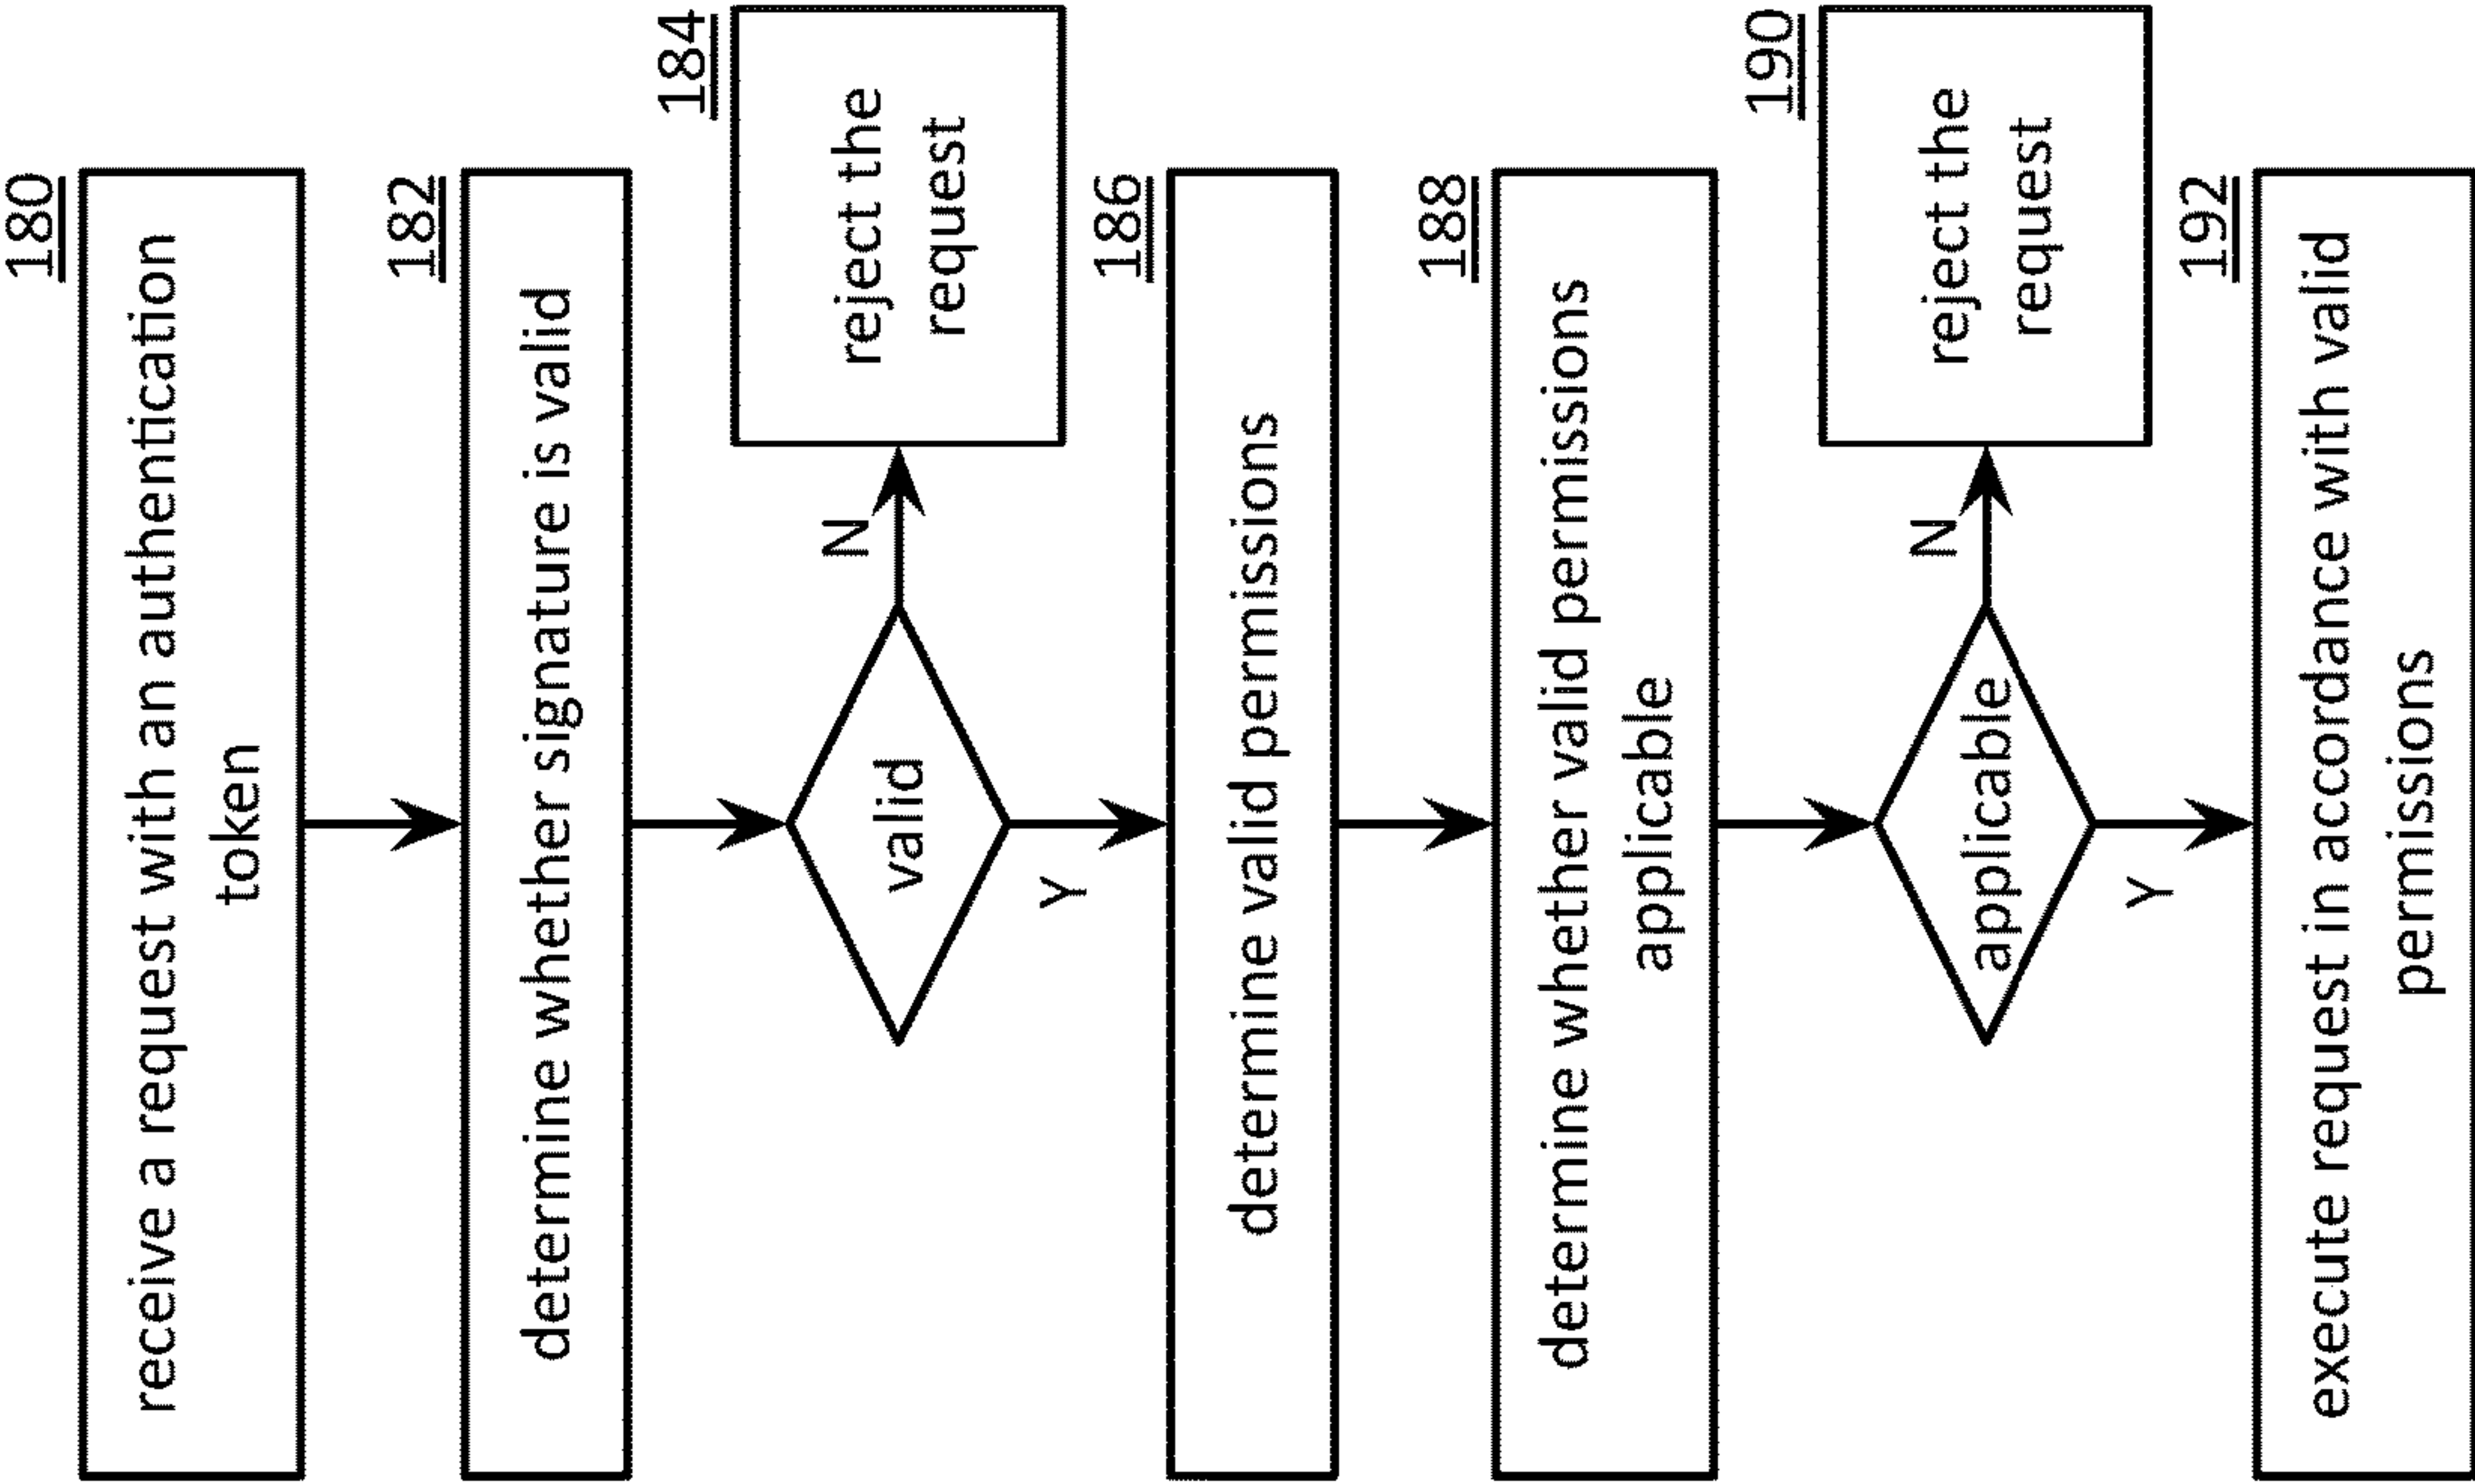 180
receive a request with an authentication
token
182
determine whether signature is valid
valid
N
184
reject the
request
Y
186
determine valid permissions
188
determine whether valid permissions
applicable
applicable
N
190
reject the
request
Y
192
execute request in accordance with valid
permissions